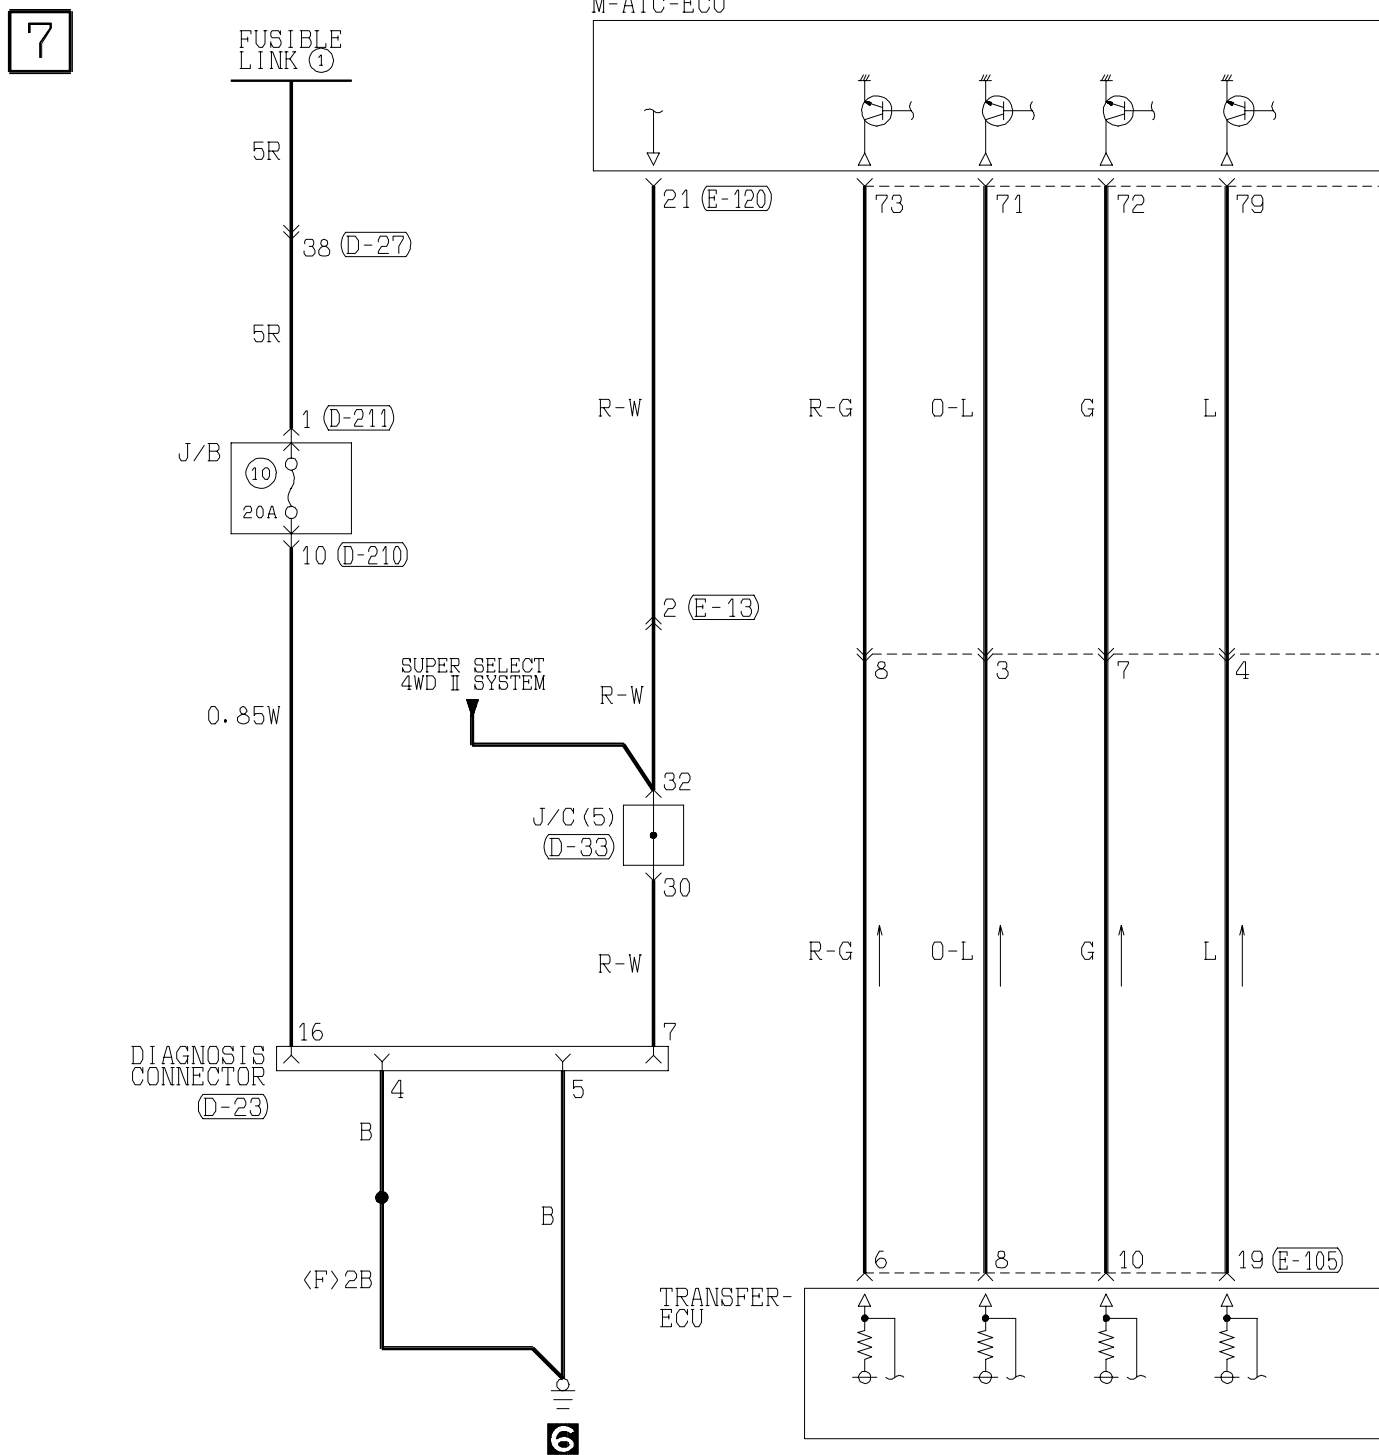 7
M-ATC-ECU
FUSIBLE
LINK ①
5R
21 (E-120)
73
71
72
79
38 (D-27)
5R
R-W
R-G
O-L
G
L
1 (D-211)
J/B
10
20A
10 (D-210)
2 (E-13)
SUPER SELECT
4WD Ⅱ SYSTEM
8
3
7
4
R-W
0.85W
32
J/C(5)
(D-33)
30
R-W
R-G
O-L
G
L
16
7
DIAGNOSIS
CONNECTOR
(D-23)
4
5
B
B
<F>2B
6
8
10
19 (E-105)
TRANSFER-
ECU
6